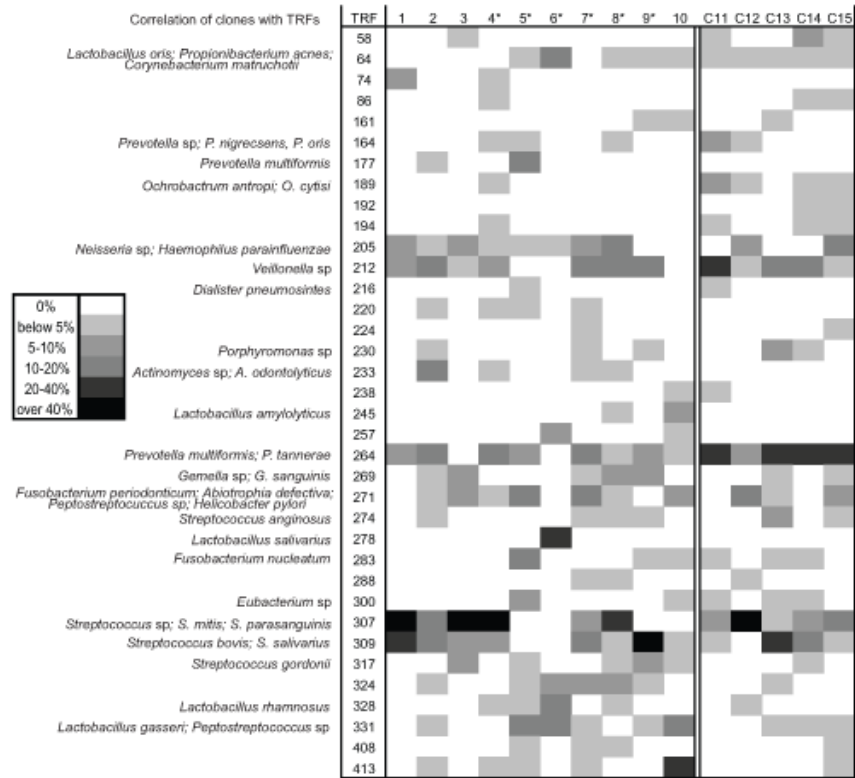 Correlation of clones with TRFs TRF 1 2 3 4* 5* 6* 7* 8* 9* 10 C11 C12 C13 C14 C15
58
Lactobacillus oris; Propionibacterium acnes;
Corynebacterium matruchotii 64
74
86
161
Prevotella sp; P. nigrecsens, P. oris 164
Prevotella multiformis 177
Ochrobactrum antropi; O. cytisi 189
192
194
Neisseria sp; Haemophilus parainfluenzae 205
Veillonella sp 212
Dialister pneumosintes 216
220
224
Porphyromonas sp 230
Actinomyces sp; A. odontolyticus 233
238
Lactobacillus amylolyticus 245
257
Prevotella multiformis; P. tannerae 264
Gemella sp; G. sanguinis 269
Fusobacterium periodonticum; Abiotrophia defectiva;
Peptostreptocuccus sp; Helicobacter pylori 271
Streptococcus anginosus 274
Lactobacillus salivarius 278
Fusobacterium nucleatum 283
288
Eubacterium sp 300
Streptococcus sp; S. mitis; S. parasanguinis 307
Streptococcus bovis; S. salivarius 309
Streptococcus gordonii 317
324
Lactobacillus rhamnosus 328
Lactobacillus gasseri; Peptostreptococcus sp 331
408
413
0%
below 5%
5-10%
10-20%
20-40%
over 40%